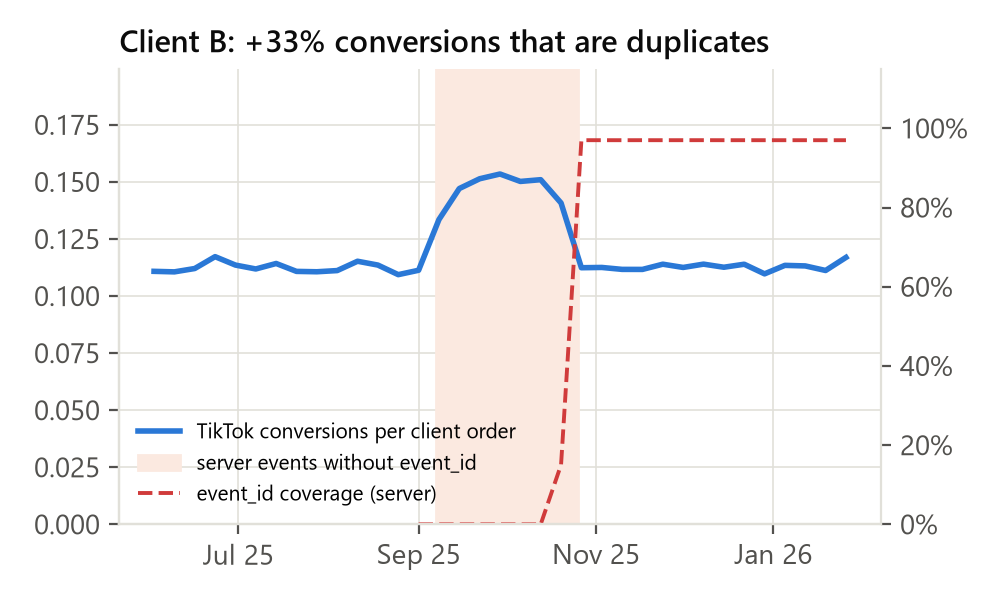 Client B: +33% conversions that are duplicates
0.175
0.150
0.125
0.100
0.075
0.050
0.025
0.000
100%
80%
60%
40%
20%
0%
TikTok conversions per client order
server events without event_id
event_id coverage (server)
Jul 25
Sep 25
Nov 25
Jan 26